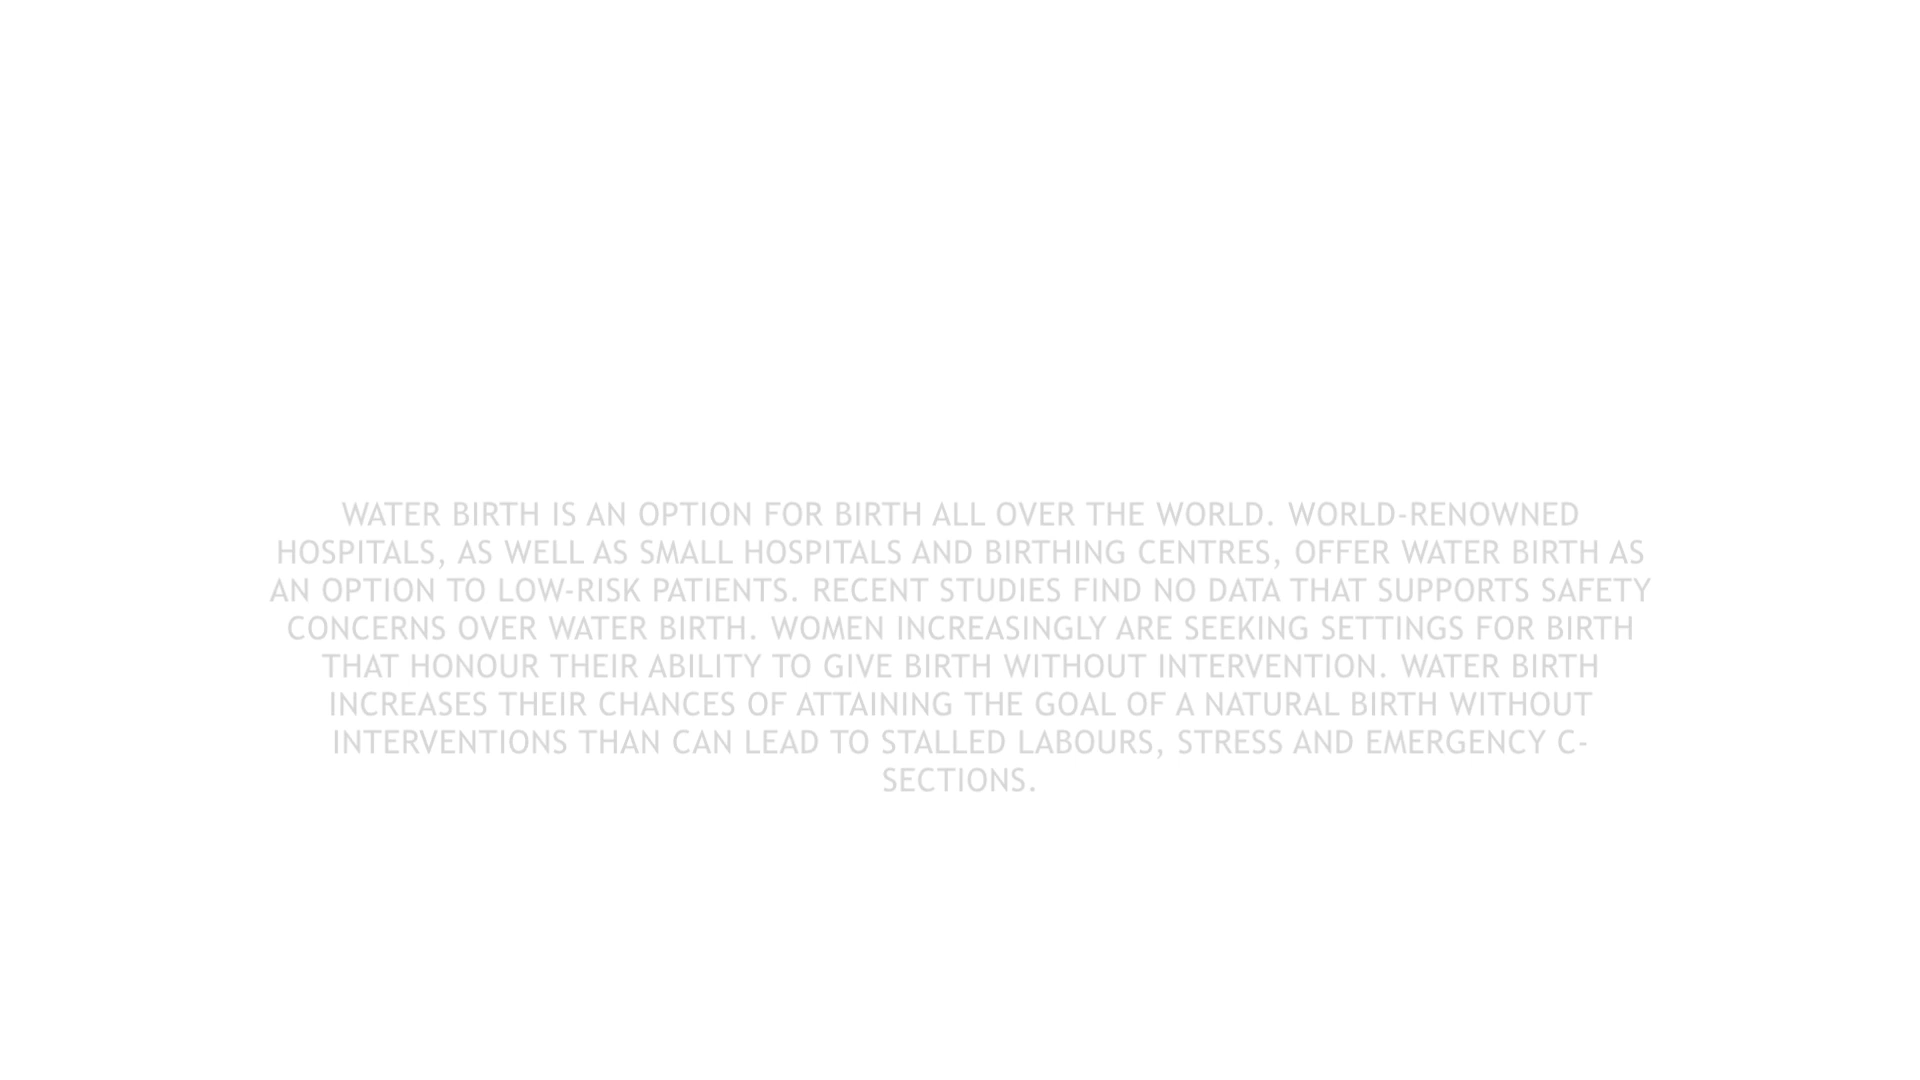 WATER BIRTH IS AN OPTION FOR BIRTH ALL OVER THE WORLD. WORLD-RENOWNED
HOSPITALS, AS WELL AS SMALL HOSPITALS AND BIRTHING CENTRES, OFFER WATER BIRTH AS
AN OPTION TO LOW-RISK PATIENTS. RECENT STUDIES FIND NO DATA THAT SUPPORTS SAFETY
CONCERNS OVER WATER BIRTH. WOMEN INCREASINGLY ARE SEEKING SETTINGS FOR BIRTH
THAT HONOUR THEIR ABILITY TO GIVE BIRTH WITHOUT INTERVENTION. WATER BIRTH
INCREASES THEIR CHANCES OF ATTAINING THE GOAL OF A NATURAL BIRTH WITHOUT
INTERVENTIONS THAN CAN LEAD TO STALLED LABOURS, STRESS AND EMERGENCY C-
SECTIONS.